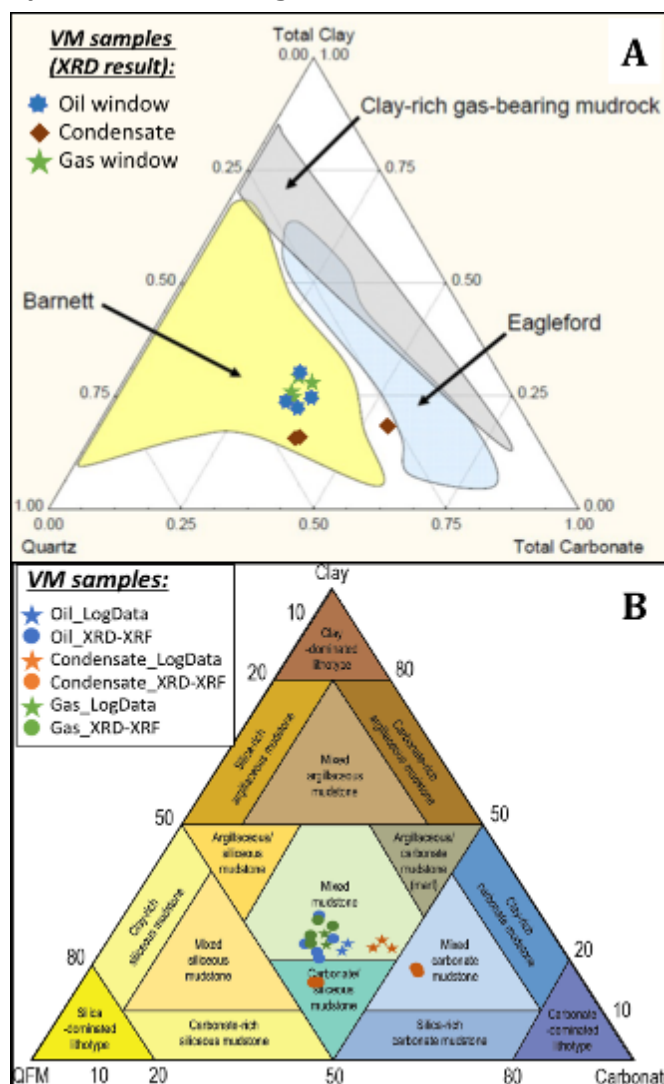 VM samples
(XRD result):
Oil window
Condensate
Gas window
A
Total Clay
0.00 1.00
Clay-rich gas-bearing mudrock
0.25
0.75
0.50
0.50
Barnett
Eagleford
0.75
0.25
1.00
0.00
0.00
0.25
0.50
0.75
1.00
Quartz
Total Carbonate
VM samples:
Oil_LogData
Oil_XRD-XRF
Condensate_LogData
Condensate_XRD-XRF
Gas_LogData
Gas_XRD-XRF
B
Clay
10
Clay
-dominated
lithotype
20
80
Silica-rich
argillaceous mudstone
Mixed
argillaceous
mudstone
Carbonate-rich
argillaceous mudstone
50
50
Argillaceous/
siliceous
mudstone
Argillaceous/
carbonate
mudstone
(marl)
Clay-rich
siliceous mudstone
Mixed
mudstone
Clay-rich
carbonate mudstone
80
Mixed
siliceous
mudstone
Mixed
carbonate
mudstone
20
Carbonate/
siliceous
mudstone
Silica
-dominated
lithotype
Carbonate-rich
siliceous mudstone
Silica-rich
carbonate mudstone
Carbonate
-dominated
lithotype
10
QFM
10
20
50
80
Carbonat